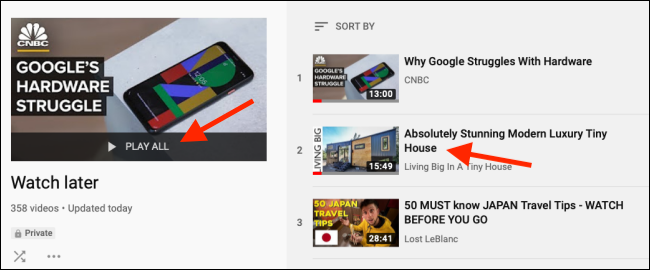 CNBC
GOOGLE'S
HARDWARE
STRUGGLE
PLAY ALL
Watch later
358 videos • Updated today
Private
SORT BY
1
GOOGLE'S
HARDWARE
STRUGGLE
13:00
Why Google Struggles With Hardware
CNBC
2
LIVING BIG
15:49
Absolutely Stunning Modern Luxury Tiny
House
Living Big In A Tiny House
3
50 JAPAN
TRAVEL
TIPS
28:41
50 MUST know JAPAN Travel Tips - WATCH
BEFORE YOU GO
Lost LeBlanc